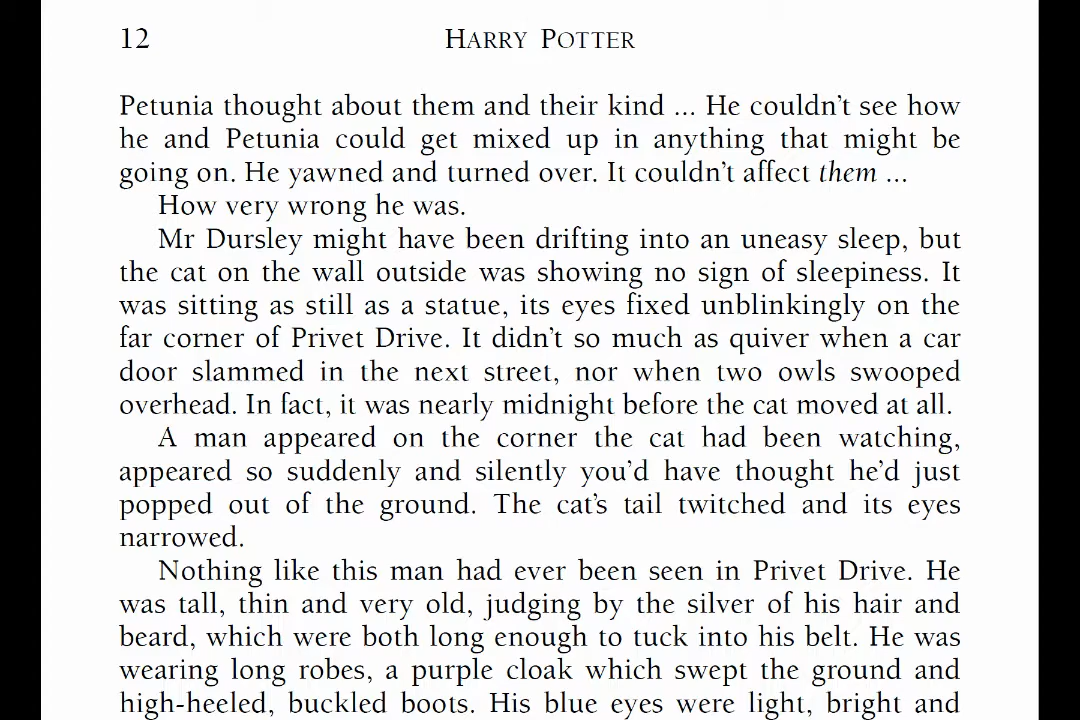 12 HARRY POTTER
Petunia thought about them and their kind ... He couldn't see how
he and Petunia could get mixed up in anything that might be
going on. He yawned and turned over. It couldn't affect them ...
How very wrong he was.
Mr Dursley might have been drifting into an uneasy sleep, but
the cat on the wall outside was showing no sign of sleepiness. It
was sitting as still as a statue, its eyes fixed unblinkingly on the
far corner of Privet Drive. It didn't so much as quiver when a car
door slammed in the next street, nor when two owls swooped
overhead. In fact, it was nearly midnight before the cat moved at all.
A man appeared on the corner the cat had been watching,
appeared so suddenly and silently you'd have thought he'd just
popped out of the ground. The cat's tail twitched and its eyes
narrowed.
Nothing like this man had ever been seen in Privet Drive. He
was tall, thin and very old, judging by the silver of his hair and
beard, which were both long enough to tuck into his belt. He was
wearing long robes, a purple cloak which swept the ground and
high-heeled, buckled boots. His blue eyes were light, bright and